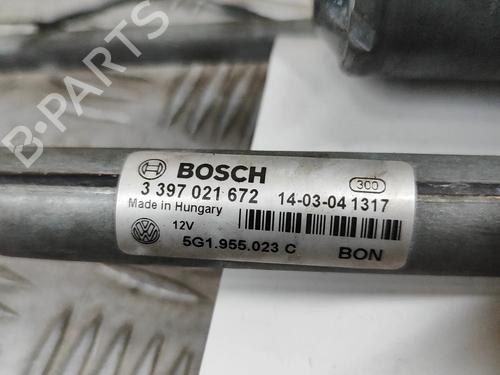 B-PARTS
BOSCH
3 397 021 672 14-03-04 1317
300
Made in Hungary
12V
5G1.955.023 C BON